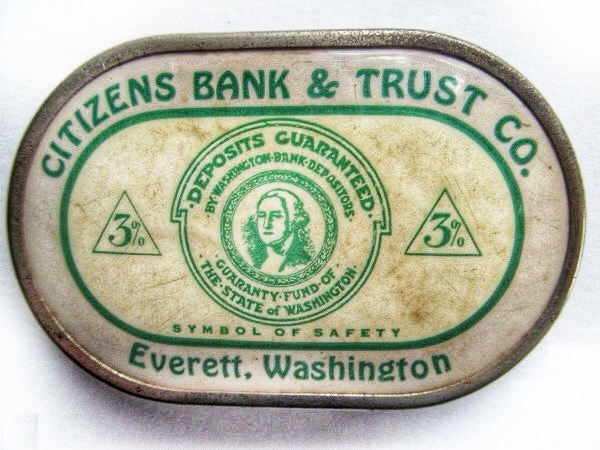 CITIZENS BANK & TRUST CO.
DEPOSITS GUARANTEED.
BY·WASHINGTON·BANK·DEPOSITORS·
3%
3%
GUARANTY·FUND·OF·
·THE·STATE of WASHINGTON·
SYMBOL OF SAFETY
Everett, Washington